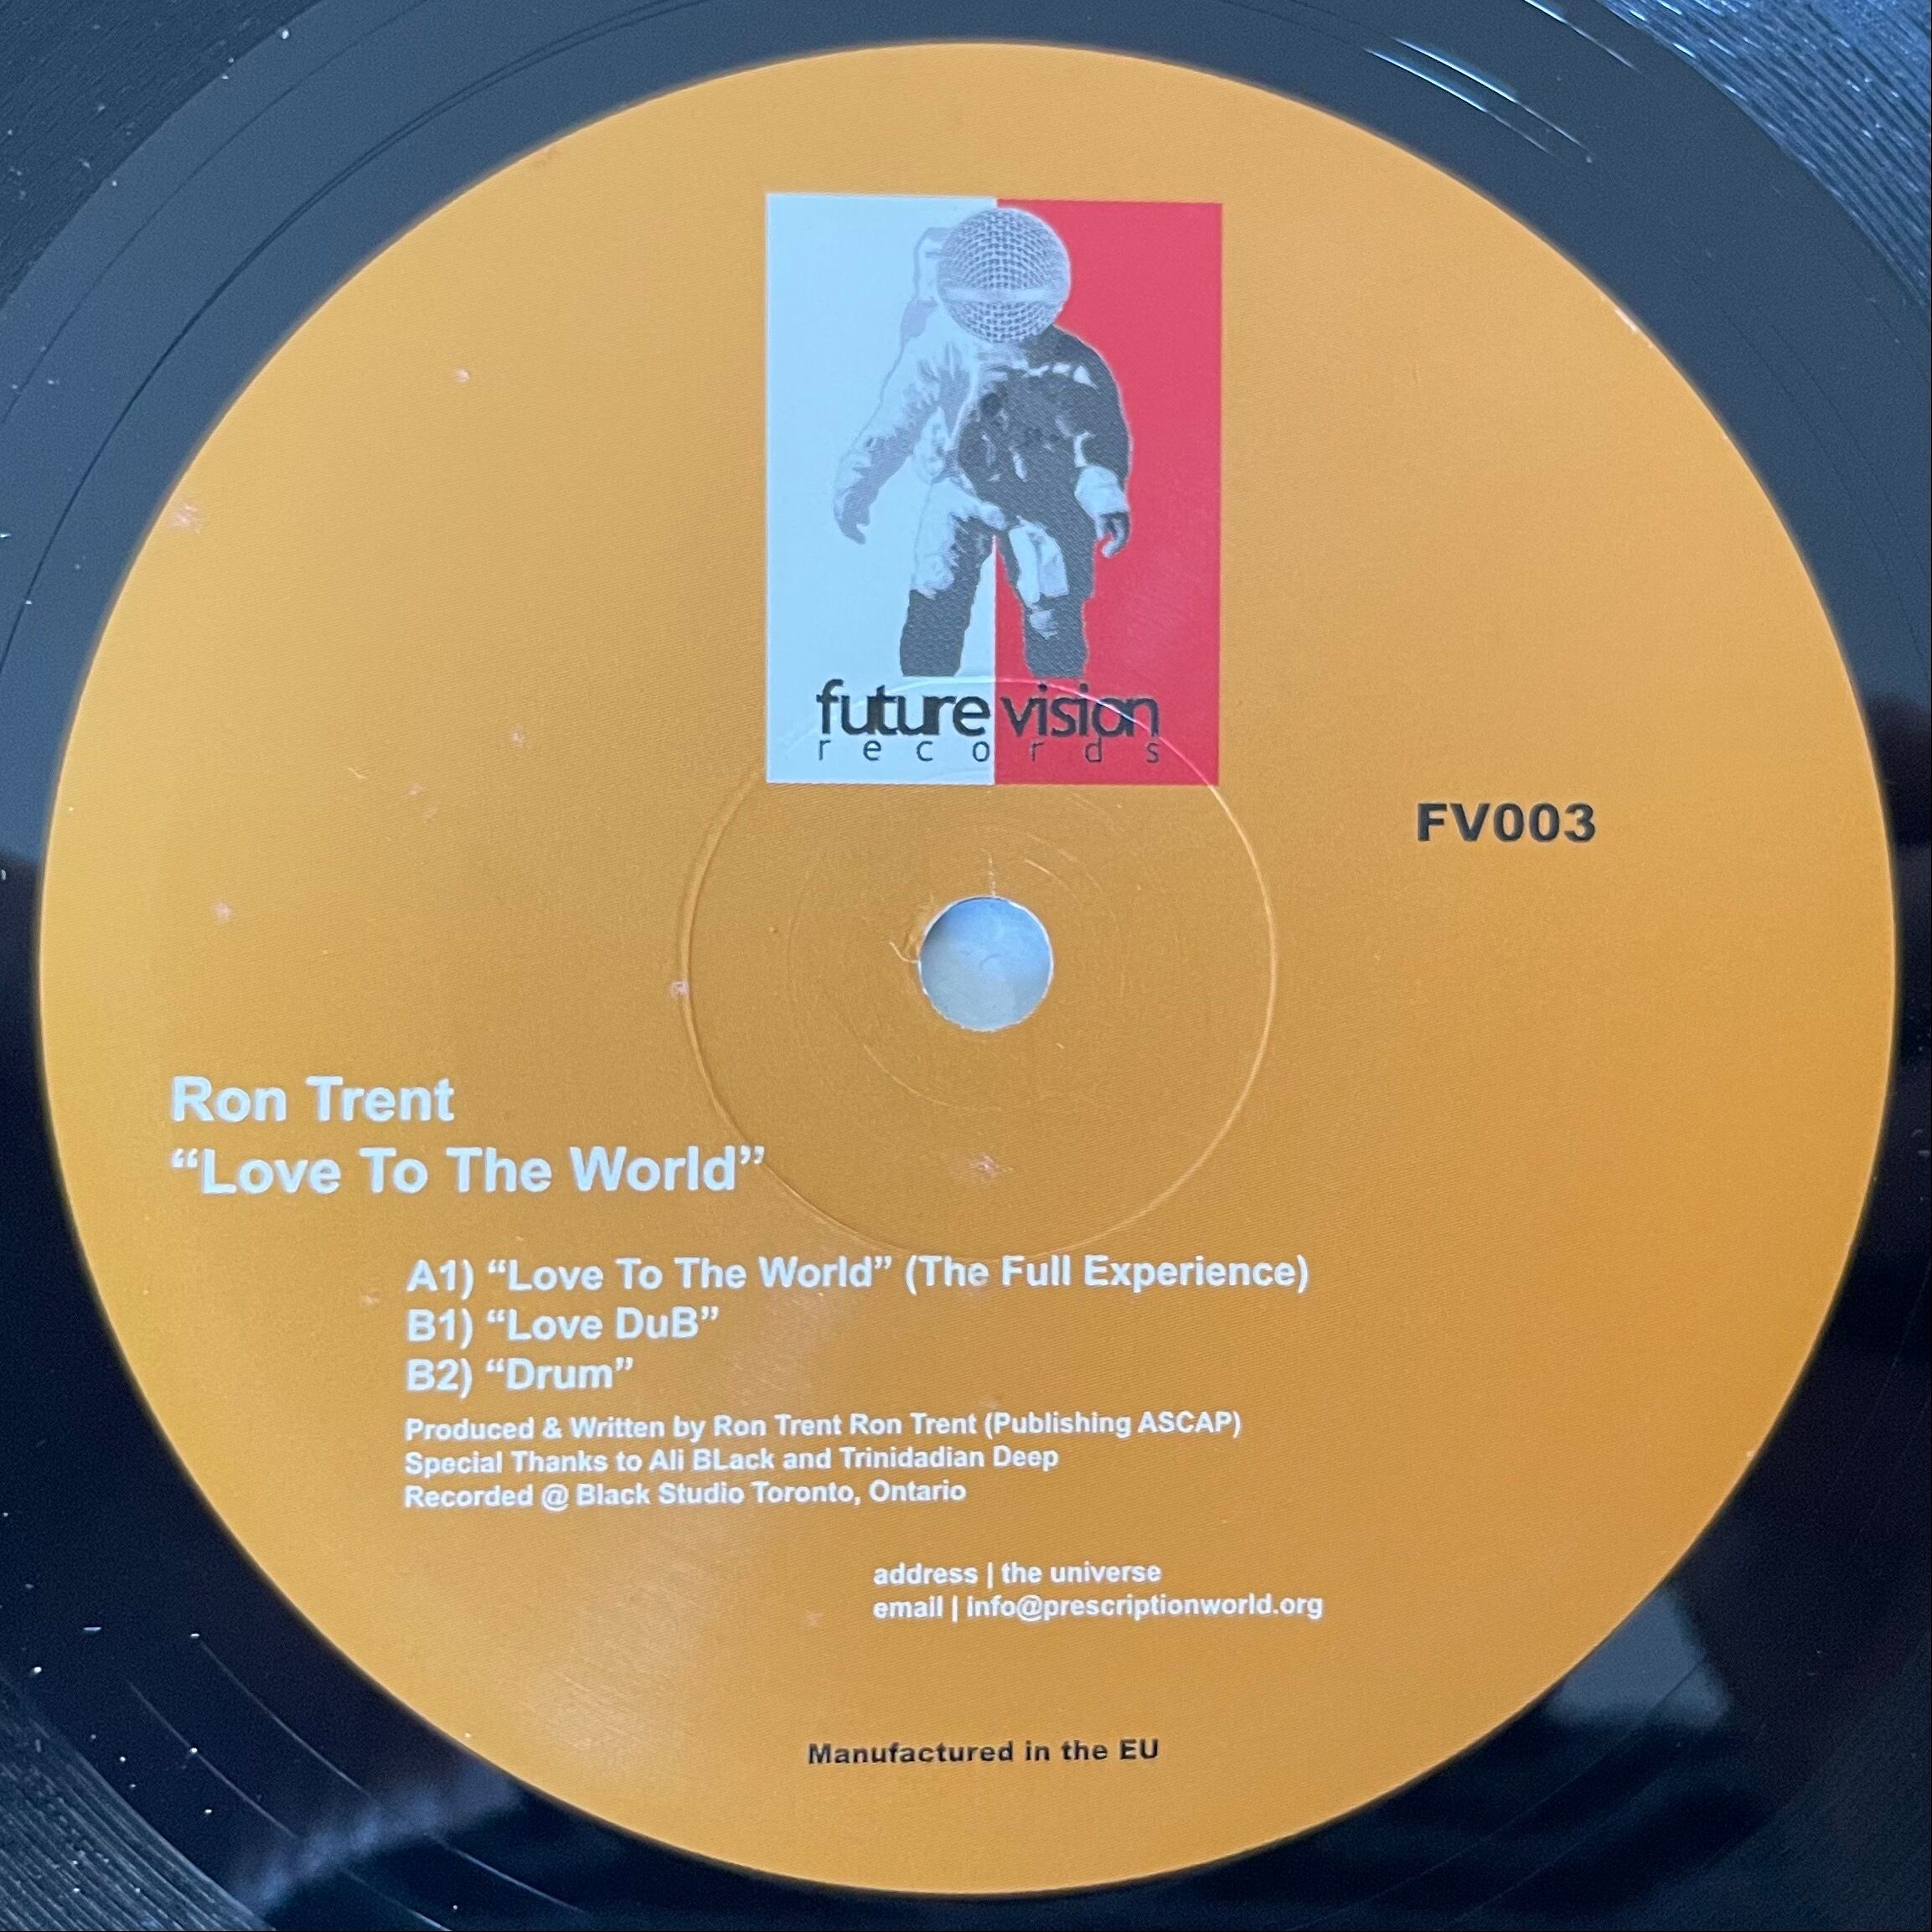 future vision
records
FV003
Ron Trent
“Love To The World”
A1) “Love To The World” (The Full Experience)
B1) “Love DuB”
B2) “Drum”
Produced & Written by Ron Trent Ron Trent (Publishing ASCAP)
Special Thanks to Ali BLack and Trinidadian Deep
Recorded @ Black Studio Toronto, Ontario
address | the universe
email | info@prescriptionworld.org
Manufactured in the EU